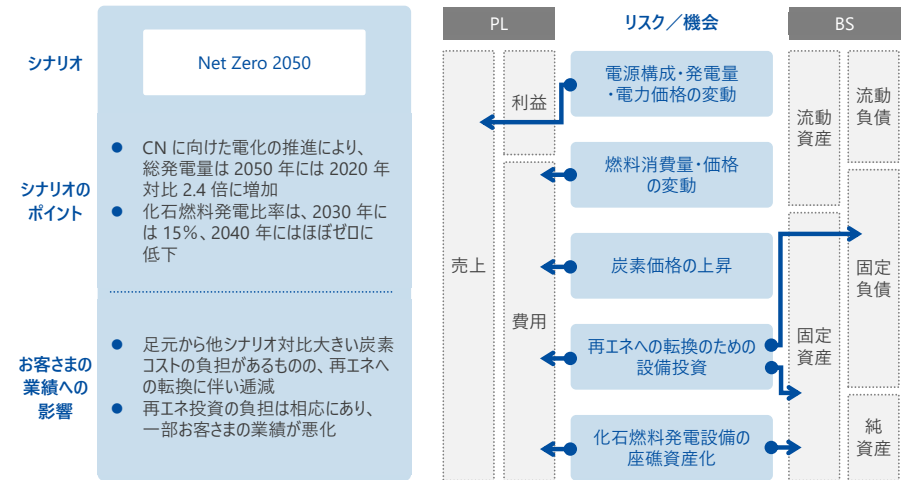 シナリオ
Net Zero 2050
シナリオの
ポイント
● CN に向けた電化の推進により、
総発電量は 2050 年には 2020 年
対比 2.4 倍に増加
● 化石燃料発電比率は、2030 年に
は 15%、2040 年にはほぼゼロに
低下
お客さまの
業績への
影響
● 足元から他シナリオ対比大きい炭素
コストの負担があるものの、再エネへ
の転換に伴い逓減
● 再エネ投資の負担は相応にあり、
一部お客さまの業績が悪化
PL
リスク/機会
BS
売上
利益
費用
電源構成・発電量
・電力価格の変動
燃料消費量・価格
の変動
炭素価格の上昇
再エネへの転換のための
設備投資
化石燃料発電設備の
座礁資産化
流動
資産
固定
資産
流動
負債
固定
負債
純
資産